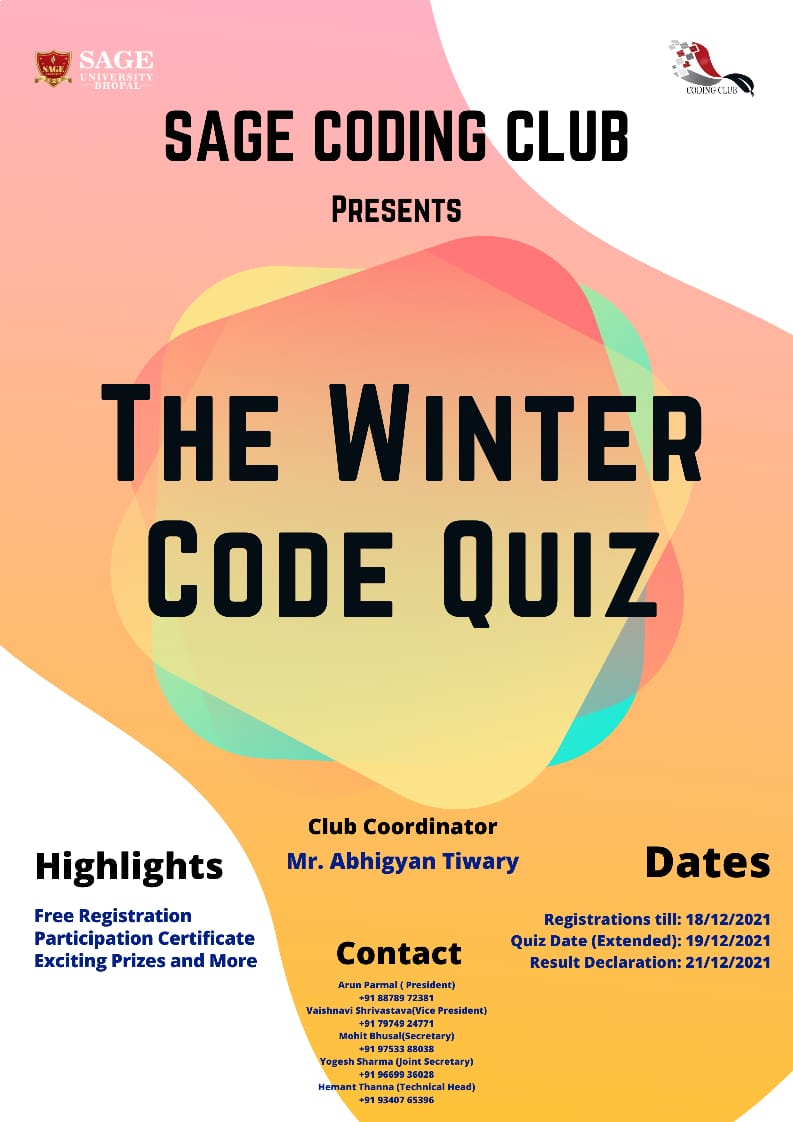 SAGE
UNIVERSITY
BHOPAL
SAGE
CODING CLUB
SAGE CODING CLUB
PRESENTS
THE WINTER
CODE QUIZ
Club Coordinator
Mr. Abhigyan Tiwary
Highlights
Free Registration
Participation Certificate
Exciting Prizes and More
Contact
Arun Parmal ( President)
+91 88789 72381
Vaishnavi Shrivastava(Vice President)
+91 79749 24771
Mohit Bhusal(Secretary)
+91 97533 88038
Yogesh Sharma (Joint Secretary)
+91 96699 36028
Hemant Thanna (Technical Head)
+91 93407 65396
Dates
Registrations till: 18/12/2021
Quiz Date (Extended): 19/12/2021
Result Declaration: 21/12/2021